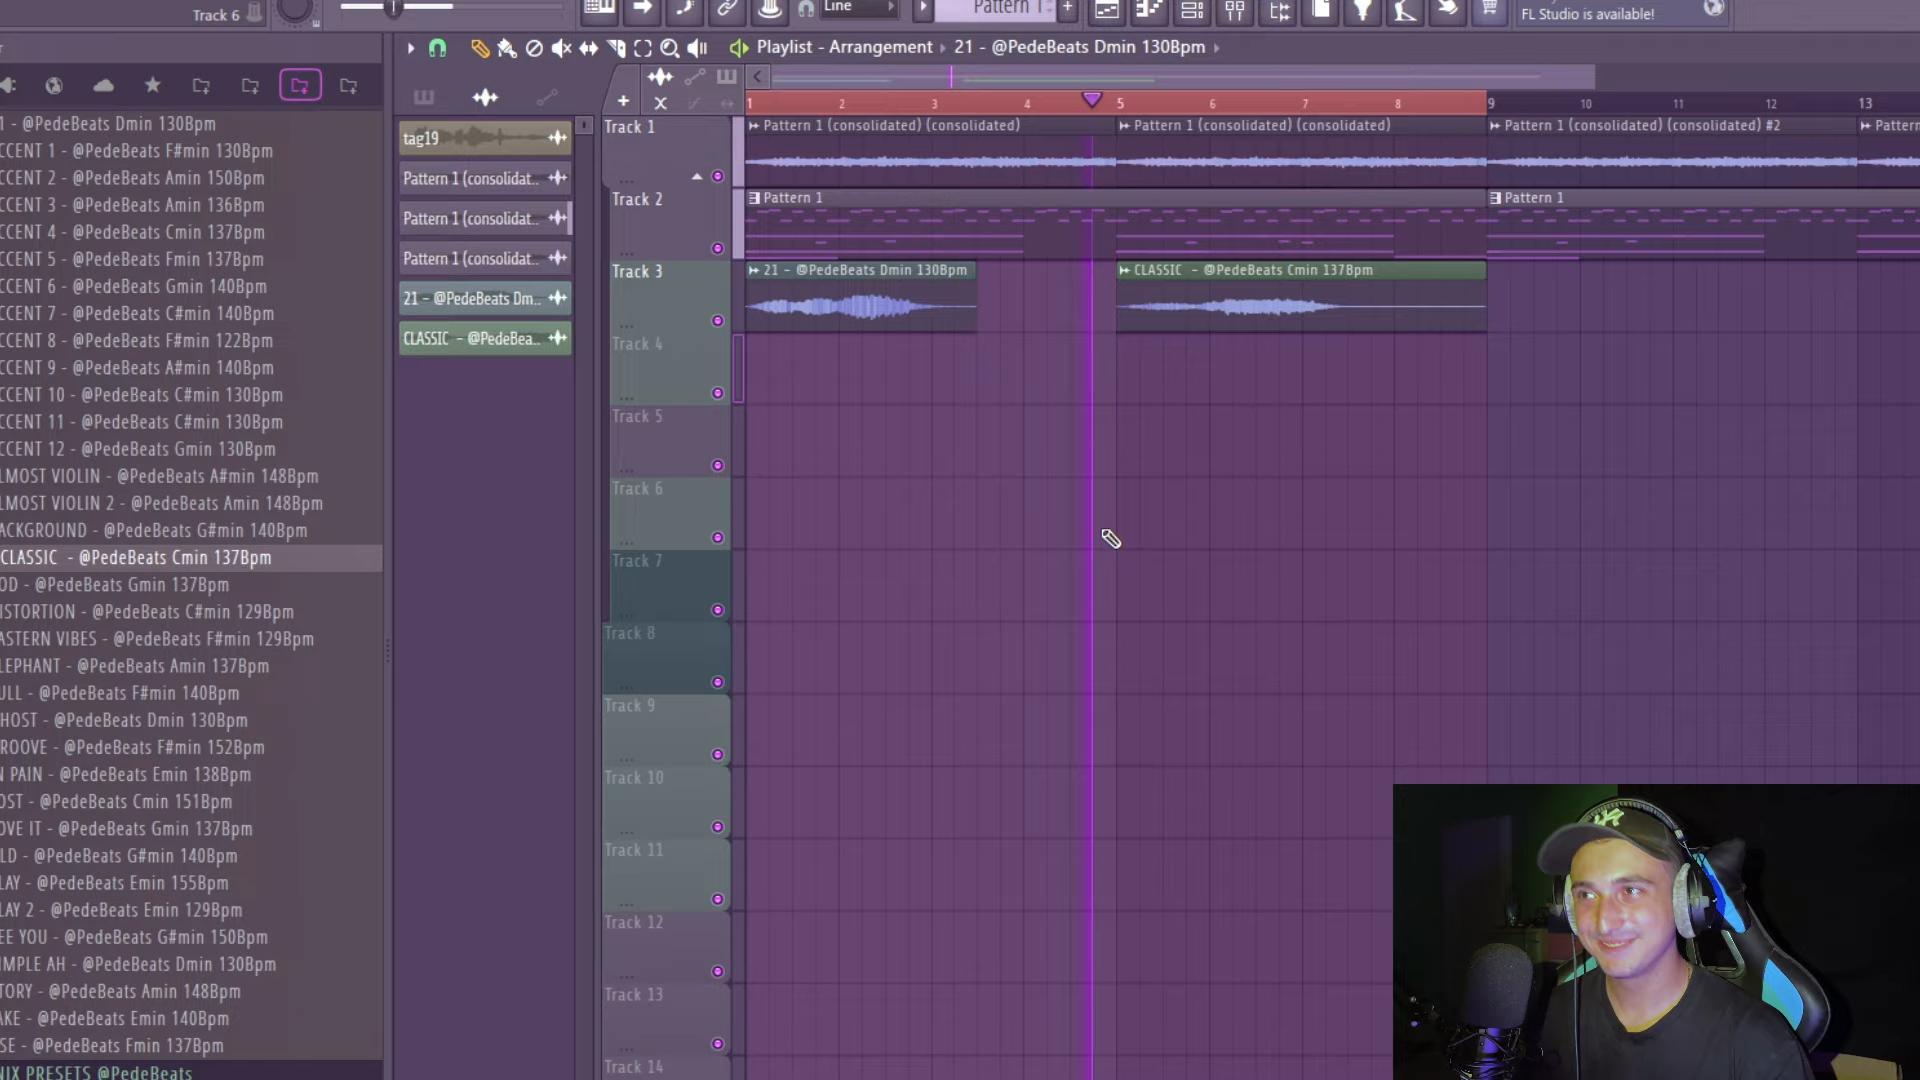 Track 6
Line
Pattern 1
+
FL Studio is available!
Playlist - Arrangement › 21 - @PedeBeats Dmin 130Bpm ›
1 2 3 4 5 6 7 8 9 10 11 12 13
1 - @PedeBeats Dmin 130Bpm
CCENT 1 - @PedeBeats F#min 130Bpm
CCENT 2 - @PedeBeats Amin 150Bpm
CCENT 3 - @PedeBeats Amin 136Bpm
CCENT 4 - @PedeBeats Cmin 137Bpm
CCENT 5 - @PedeBeats Fmin 137Bpm
CCENT 6 - @PedeBeats Gmin 140Bpm
CCENT 7 - @PedeBeats C#min 140Bpm
CCENT 8 - @PedeBeats F#min 122Bpm
CCENT 9 - @PedeBeats A#min 140Bpm
CCENT 10 - @PedeBeats C#min 130Bpm
CCENT 11 - @PedeBeats C#min 130Bpm
CCENT 12 - @PedeBeats Gmin 130Bpm
LMOST VIOLIN - @PedeBeats A#min 148Bpm
LMOST VIOLIN 2 - @PedeBeats Amin 148Bpm
ACKGROUND - @PedeBeats G#min 140Bpm
CLASSIC - @PedeBeats Cmin 137Bpm
OD - @PedeBeats Gmin 137Bpm
ISTORTION - @PedeBeats C#min 129Bpm
ASTERN VIBES - @PedeBeats F#min 129Bpm
LEPHANT - @PedeBeats Amin 137Bpm
ULL - @PedeBeats F#min 140Bpm
HOST - @PedeBeats Dmin 130Bpm
ROOVE - @PedeBeats F#min 152Bpm
N PAIN - @PedeBeats Emin 138Bpm
OST - @PedeBeats Cmin 151Bpm
OVE IT - @PedeBeats Gmin 137Bpm
LD - @PedeBeats G#min 140Bpm
LAY - @PedeBeats Emin 155Bpm
LAY 2 - @PedeBeats Emin 129Bpm
EE YOU - @PedeBeats G#min 150Bpm
IMPLE AH - @PedeBeats Dmin 130Bpm
TORY - @PedeBeats Amin 148Bpm
AKE - @PedeBeats Emin 140Bpm
SE - @PedeBeats Fmin 137Bpm
NIX PRESETS @PedeBeats
tag19
Pattern 1 (consolidat..
Pattern 1 (consolidat..
Pattern 1 (consolidat..
21 - @PedeBeats Dm..
CLASSIC - @PedeBea..
Track 1
Pattern 1 (consolidated) (consolidated)
Pattern 1 (consolidated) (consolidated)
Pattern 1 (consolidated) (consolidated) #2
Pattern
Track 2
Pattern 1
Pattern 1
Track 3
21 - @PedeBeats Dmin 130Bpm
CLASSIC - @PedeBeats Cmin 137Bpm
Track 4
Track 5
Track 6
Track 7
Track 8
Track 9
Track 10
Track 11
Track 12
Track 13
Track 14